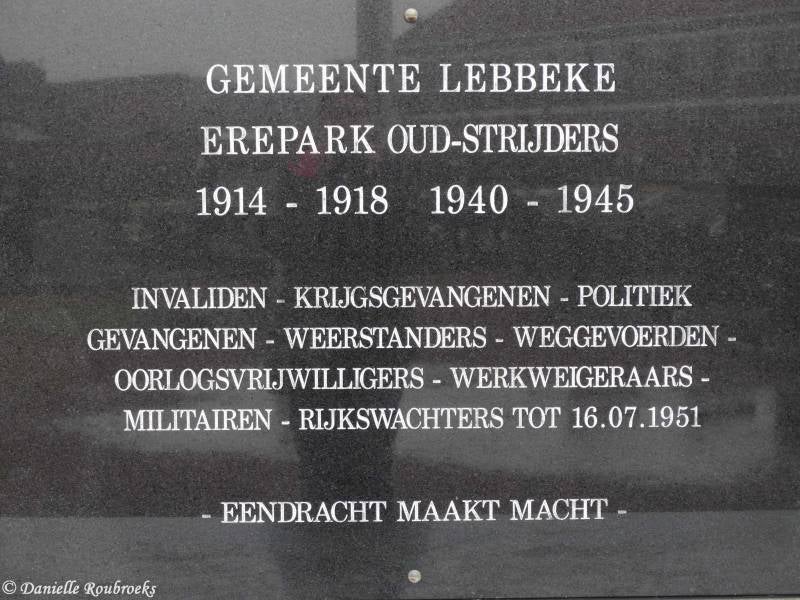 GEMEENTE LEBBEKE
EREPARK OUD-STRIJDERS
1914 - 1918 1940 - 1945
INVALIDEN - KRIJGSGEVANGENEN - POLITIEK
GEVANGENEN - WEERSTANDERS - WEGGEVOERDEN -
OORLOGSVRIJWILLIGERS - WERKWEIGERAARS -
MILITAIREN - RIJKSWACHTERS TOT 16.07.1951
- EENDRACHT MAAKT MACHT -
© Danielle Roubroeks